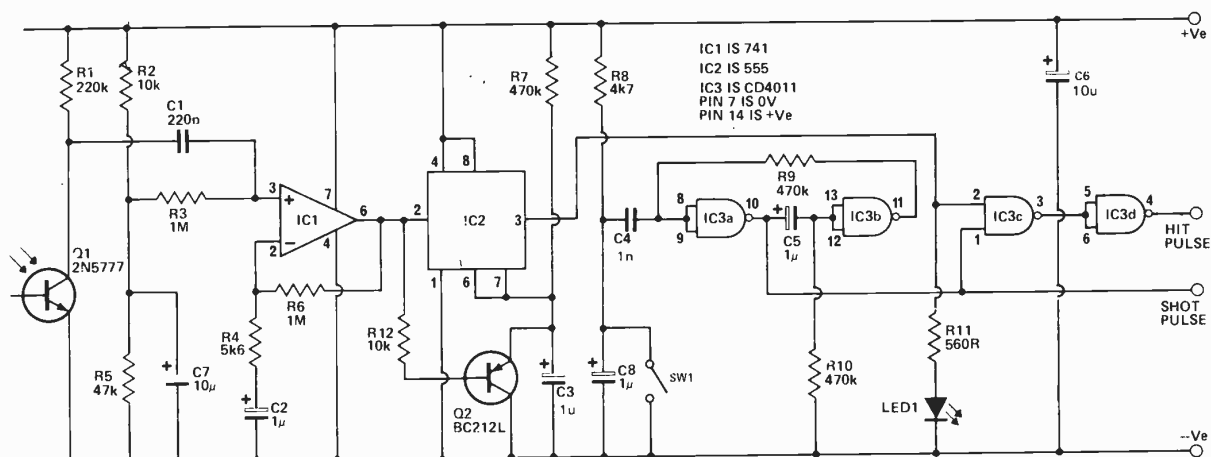 +Ve
R1
220k
R2
10k
C1
220n
R3
1M
Q1
2N5777
R5
47k
C7
10μ
R4
5k6
C2
1μ
R6
1M
3
2
7
4
6
IC1
R12
10k
Q2
BC212L
4
8
2
IC2
3
1
6
7
R7
470k
C3
1u
R8
4k7
C4
1n
C8
1μ
SW1
IC1 IS 741
IC2 IS 555
IC3 IS CD4011
PIN 7 IS 0V
PIN 14 IS +Ve
R9
470k
8
9
IC3a
10
+
C5
1μ
13
12
IC3b
11
R10
470k
2
1
IC3c
3
R11
560R
LED1
C6
10u
5
6
IC3d
4
HIT
PULSE
SHOT
PULSE
--Ve